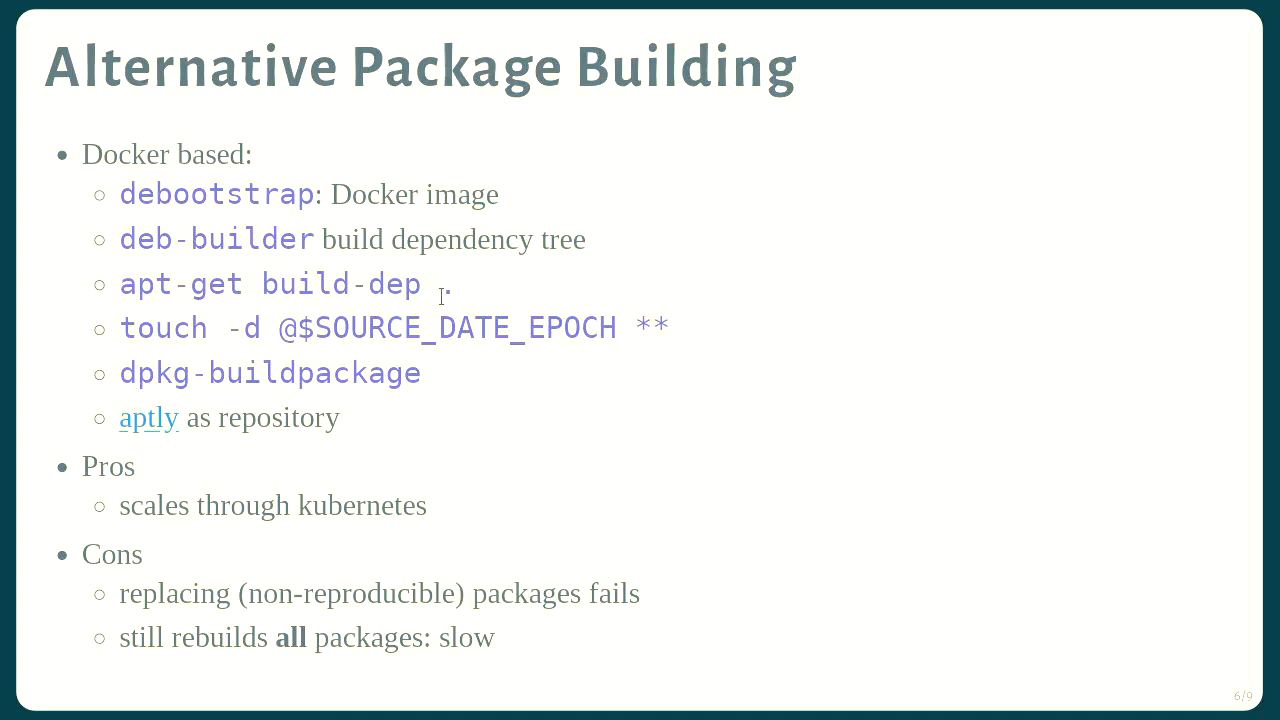 Alternative Package Building
• Docker based:
○ debootstrap: Docker image
○ deb-builder build dependency tree
○ apt-get build-dep .
○ touch -d @$SOURCE_DATE_EPOCH **
○ dpkg-buildpackage
○ aptly as repository
• Pros
○ scales through kubernetes
• Cons
○ replacing (non-reproducible) packages fails
○ still rebuilds all packages: slow
6/9